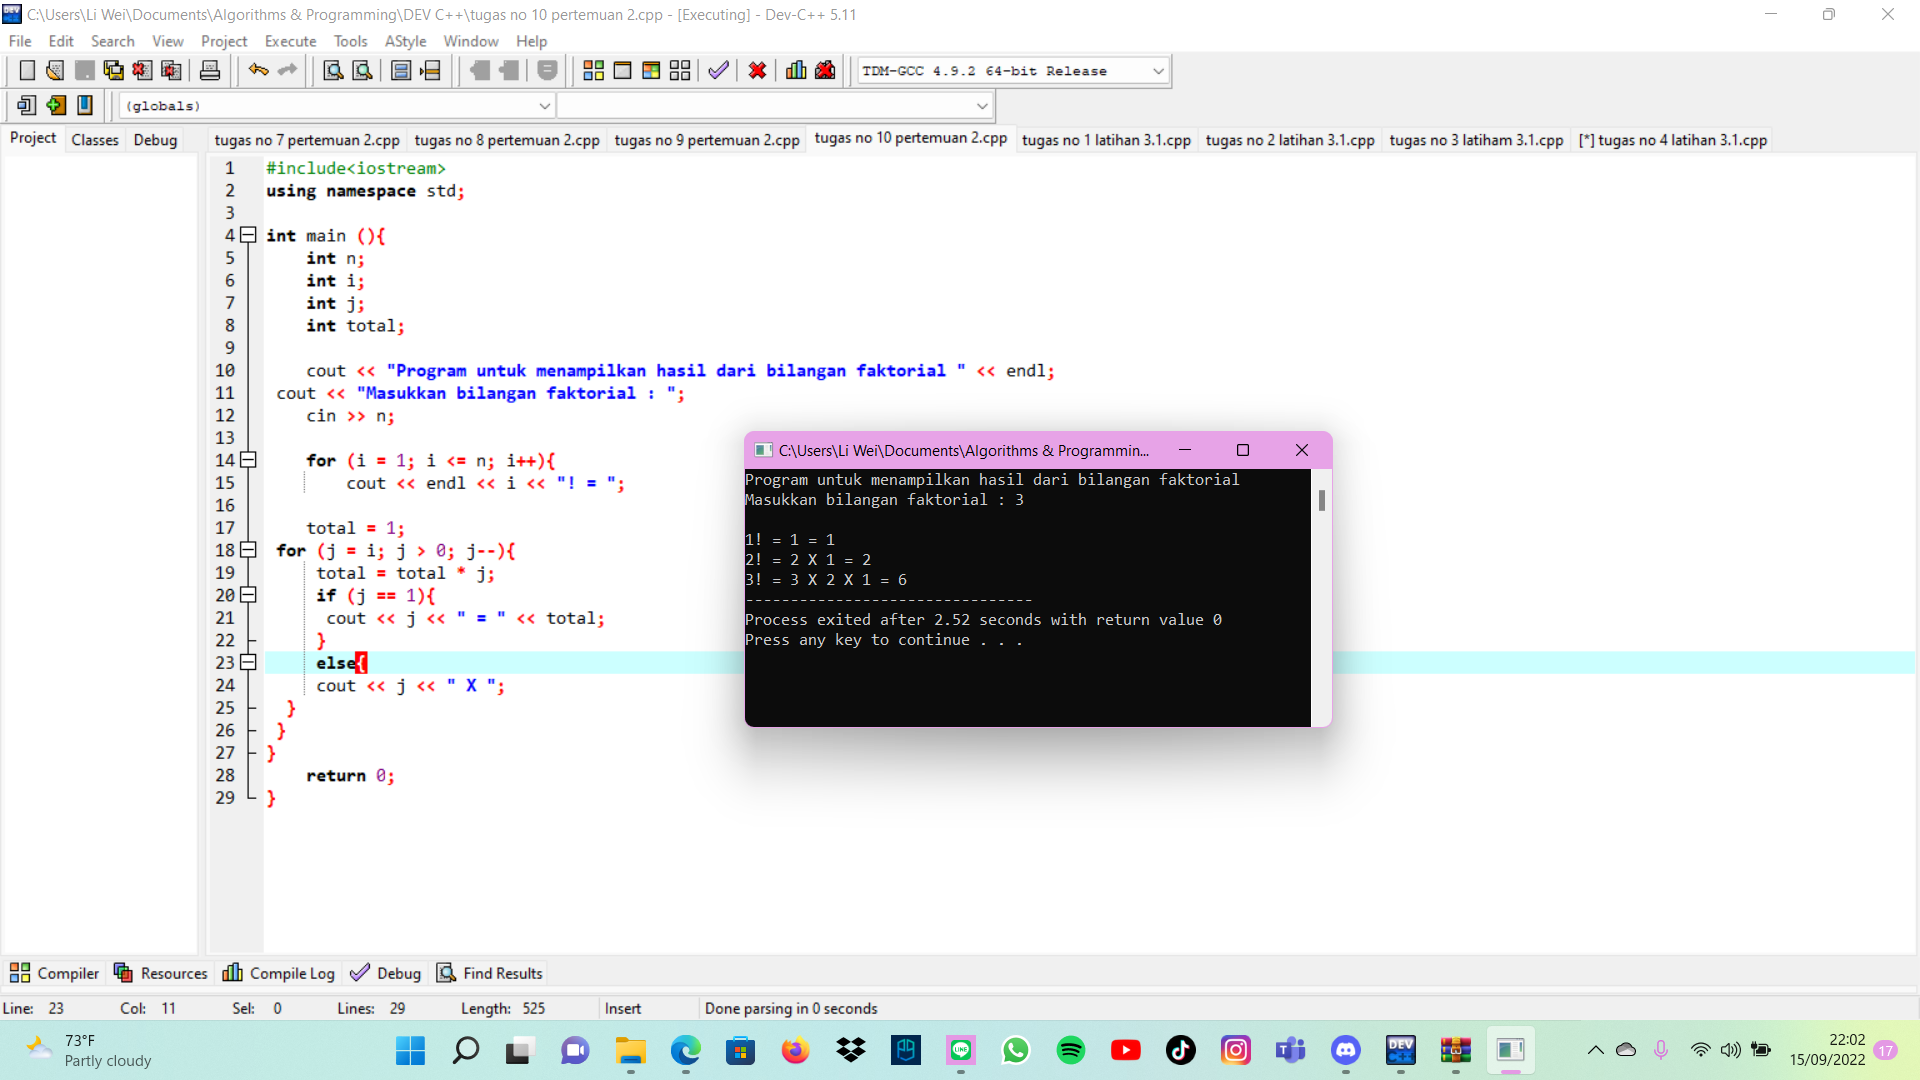 C:\Users\Li Wei\Documents\Algorithms & Programming\DEV C++\tugas no 10 pertemuan 2.cpp - [Executing] - Dev-C++ 5.11
File Edit Search View Project Execute Tools AStyle Window Help
TDM-GCC 4.9.2 64-bit Release
(globals)
Project Classes Debug
tugas no 7 pertemuan 2.cpp tugas no 8 pertemuan 2.cpp tugas no 9 pertemuan 2.cpp tugas no 10 pertemuan 2.cpp tugas no 1 latihan 3.1.cpp tugas no 2 latihan 3.1.cpp tugas no 3 latiham 3.1.cpp [*] tugas no 4 latihan 3.1.cpp
1 #include<iostream>
2 using namespace std;
3
4 int main (){
5 int n;
6 int i;
7 int j;
8 int total;
9
10 cout << "Program untuk menampilkan hasil dari bilangan faktorial " << endl;
11 cout << "Masukkan bilangan faktorial : ";
12 cin >> n;
13
14 for (i = 1; i <= n; i++){
15 cout << endl << i << "! = ";
16
17 total = 1;
18 for (j = i; j > 0; j--){
19 total = total * j;
20 if (j == 1){
21 cout << j << " = " << total;
22 }
23 else{
24 cout << j << " X ";
25 }
26 }
27 }
28 return 0;
29 }
C:\Users\Li Wei\Documents\Algorithms & Programmin...
Program untuk menampilkan hasil dari bilangan faktorial
Masukkan bilangan faktorial : 3
1! = 1 = 1
2! = 2 X 1 = 2
3! = 3 X 2 X 1 = 6
--------------------------------
Process exited after 2.52 seconds with return value 0
Press any key to continue . . .
Compiler Resources Compile Log Debug Find Results
Line: 23 Col: 11 Sel: 0 Lines: 29 Length: 525 Insert Done parsing in 0 seconds
73°F
Partly cloudy
DEV C++
22:02
15/09/2022
17